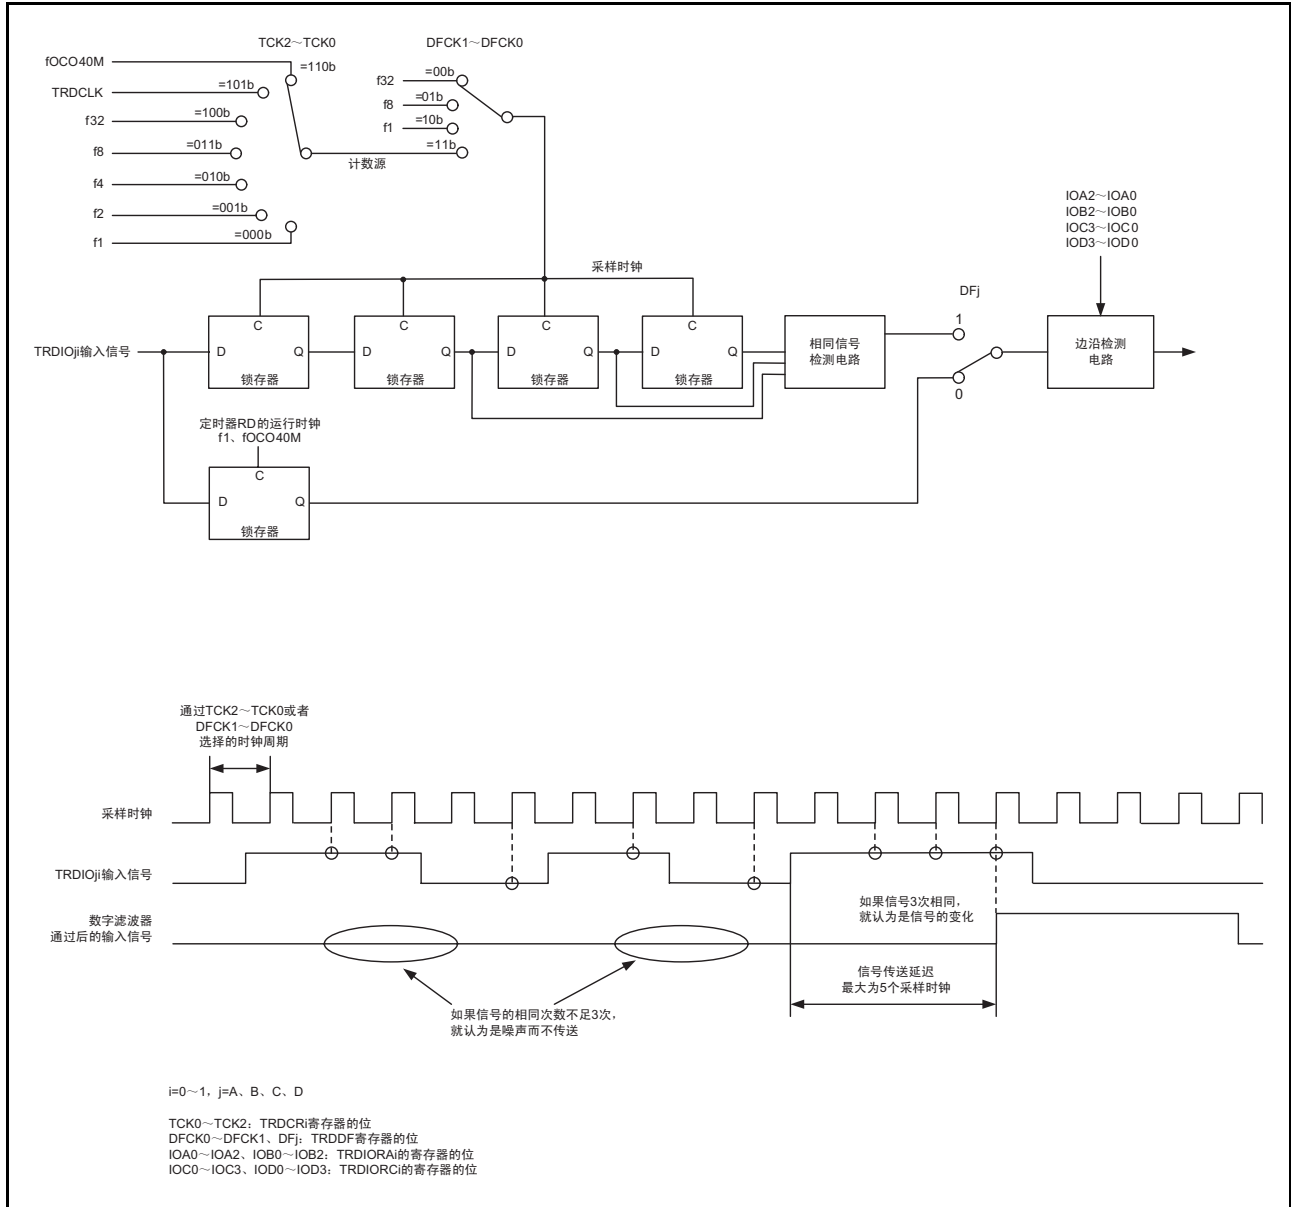 TCK2～TCK0
DFCK1～DFCK0
fOCO40M
=110b
TRDCLK
=101b
f32
=100b
f8
=011b
f4
=010b
f2
=001b
f1
=000b
f32
=00b
f8
=01b
f1
=10b
=11b
计数源
IOA2～IOA0
IOB2～IOB0
IOC3～IOC0
IOD3～IOD0
采样时钟
DFj
TRDIOji输入信号
C
D
Q
锁存器
C
D
Q
锁存器
C
D
Q
锁存器
C
D
Q
锁存器
相同信号
检测电路
1
0
边沿检测
电路
定时器RD的运行时钟
f1、fOCO40M
C
D
Q
锁存器
通过TCK2～TCK0或者
DFCK1～DFCK0
选择的时钟周期
采样时钟
TRDIOji输入信号
如果信号3次相同，
就认为是信号的变化
数字滤波器
通过后的输入信号
信号传送延迟
最大为5个采样时钟
如果信号的相同次数不足3次，
就认为是噪声而不传送
i=0～1，j=A、B、C、D
TCK0～TCK2：TRDCRi寄存器的位
DFCK0～DFCK1、DFj：TRDDF寄存器的位
IOA0～IOA2、IOB0～IOB2：TRDIORAi的寄存器的位
IOC0～IOC3、IOD0～IOD3：TRDIORCi的寄存器的位